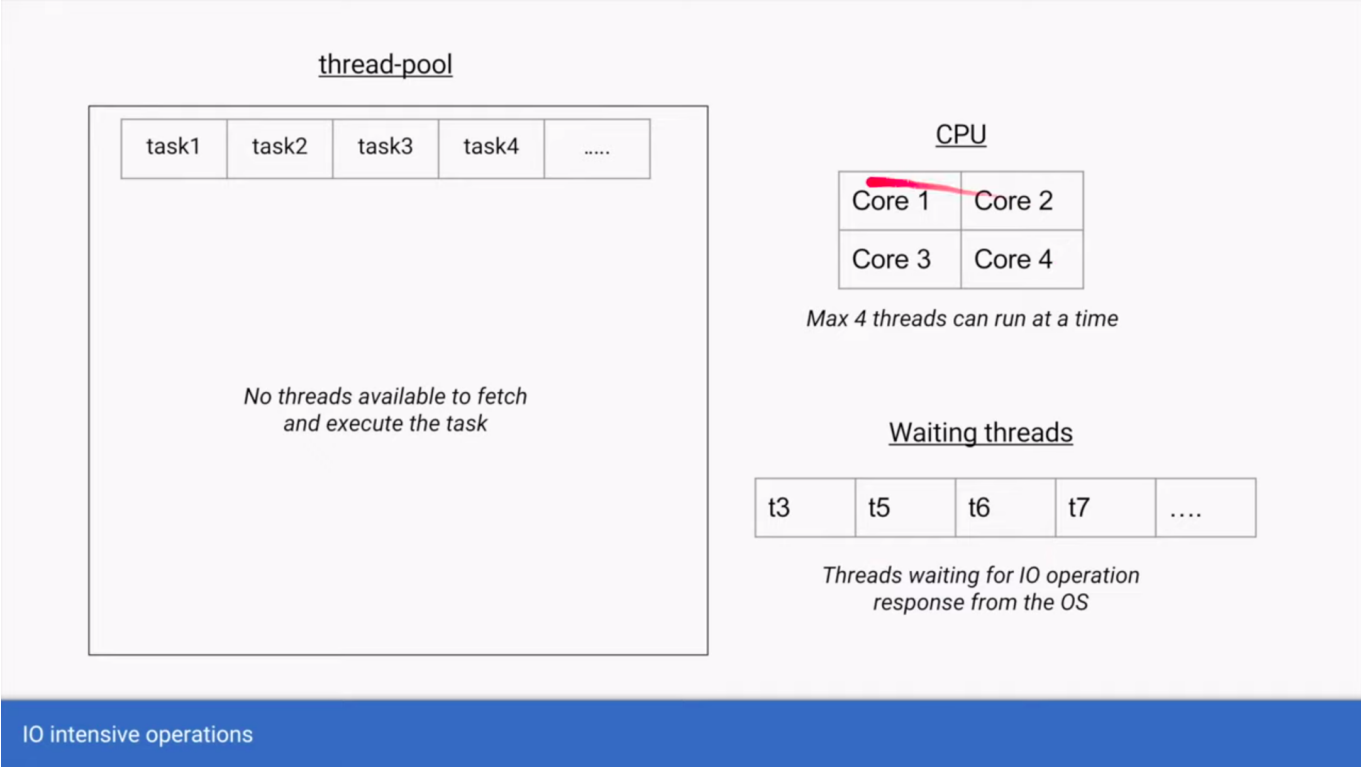 thread-pool
task1 task2 task3 task4 .....
No threads available to fetch
and execute the task
CPU
Core 1 Core 2
Core 3 Core 4
Max 4 threads can run at a time
Waiting threads
t3 t5 t6 t7 ....
Threads waiting for IO operation
response from the OS
IO intensive operations